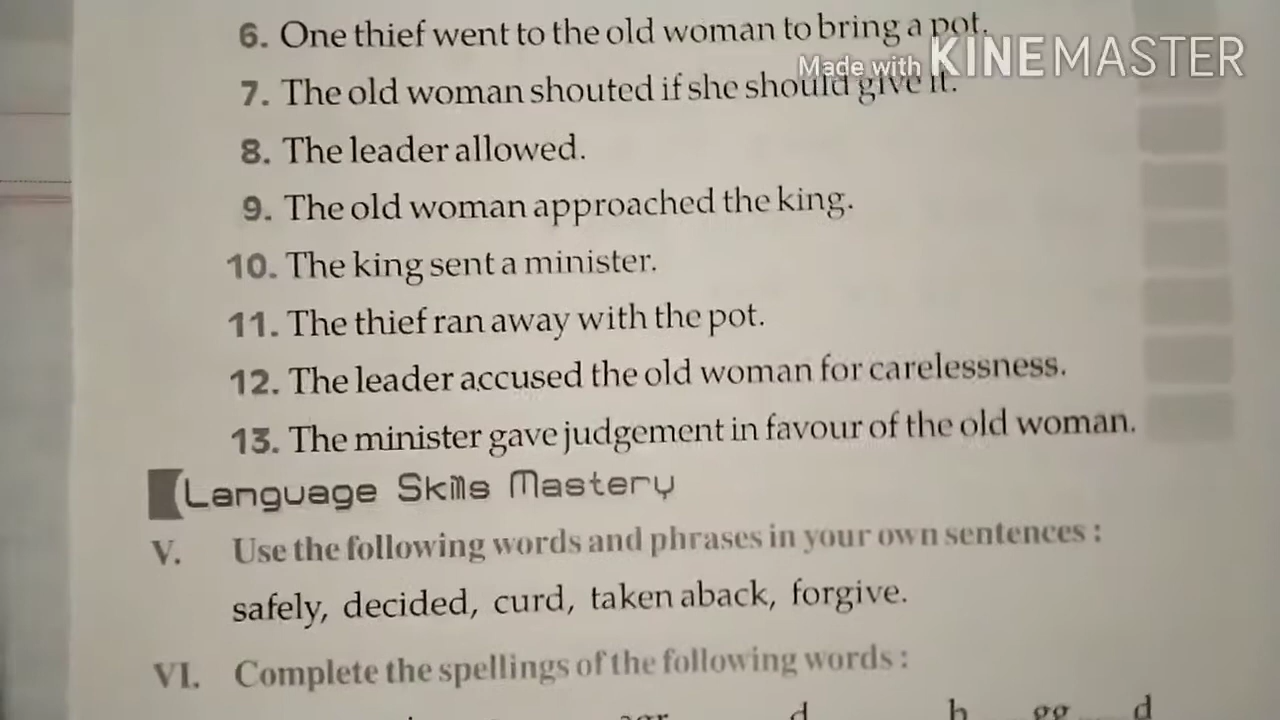 6. One thief went to the old woman to bring a pot.
Made with KINEMASTER
7. The old woman shouted if she should give it.
8. The leader allowed.
9. The old woman approached the king.
10. The king sent a minister.
11. The thief ran away with the pot.
12. The leader accused the old woman for carelessness.
13. The minister gave judgement in favour of the old woman.
Language Skills Mastery
V. Use the following words and phrases in your own sentences :
safely, decided, curd, taken aback, forgive.
VI. Complete the spellings of the following words :